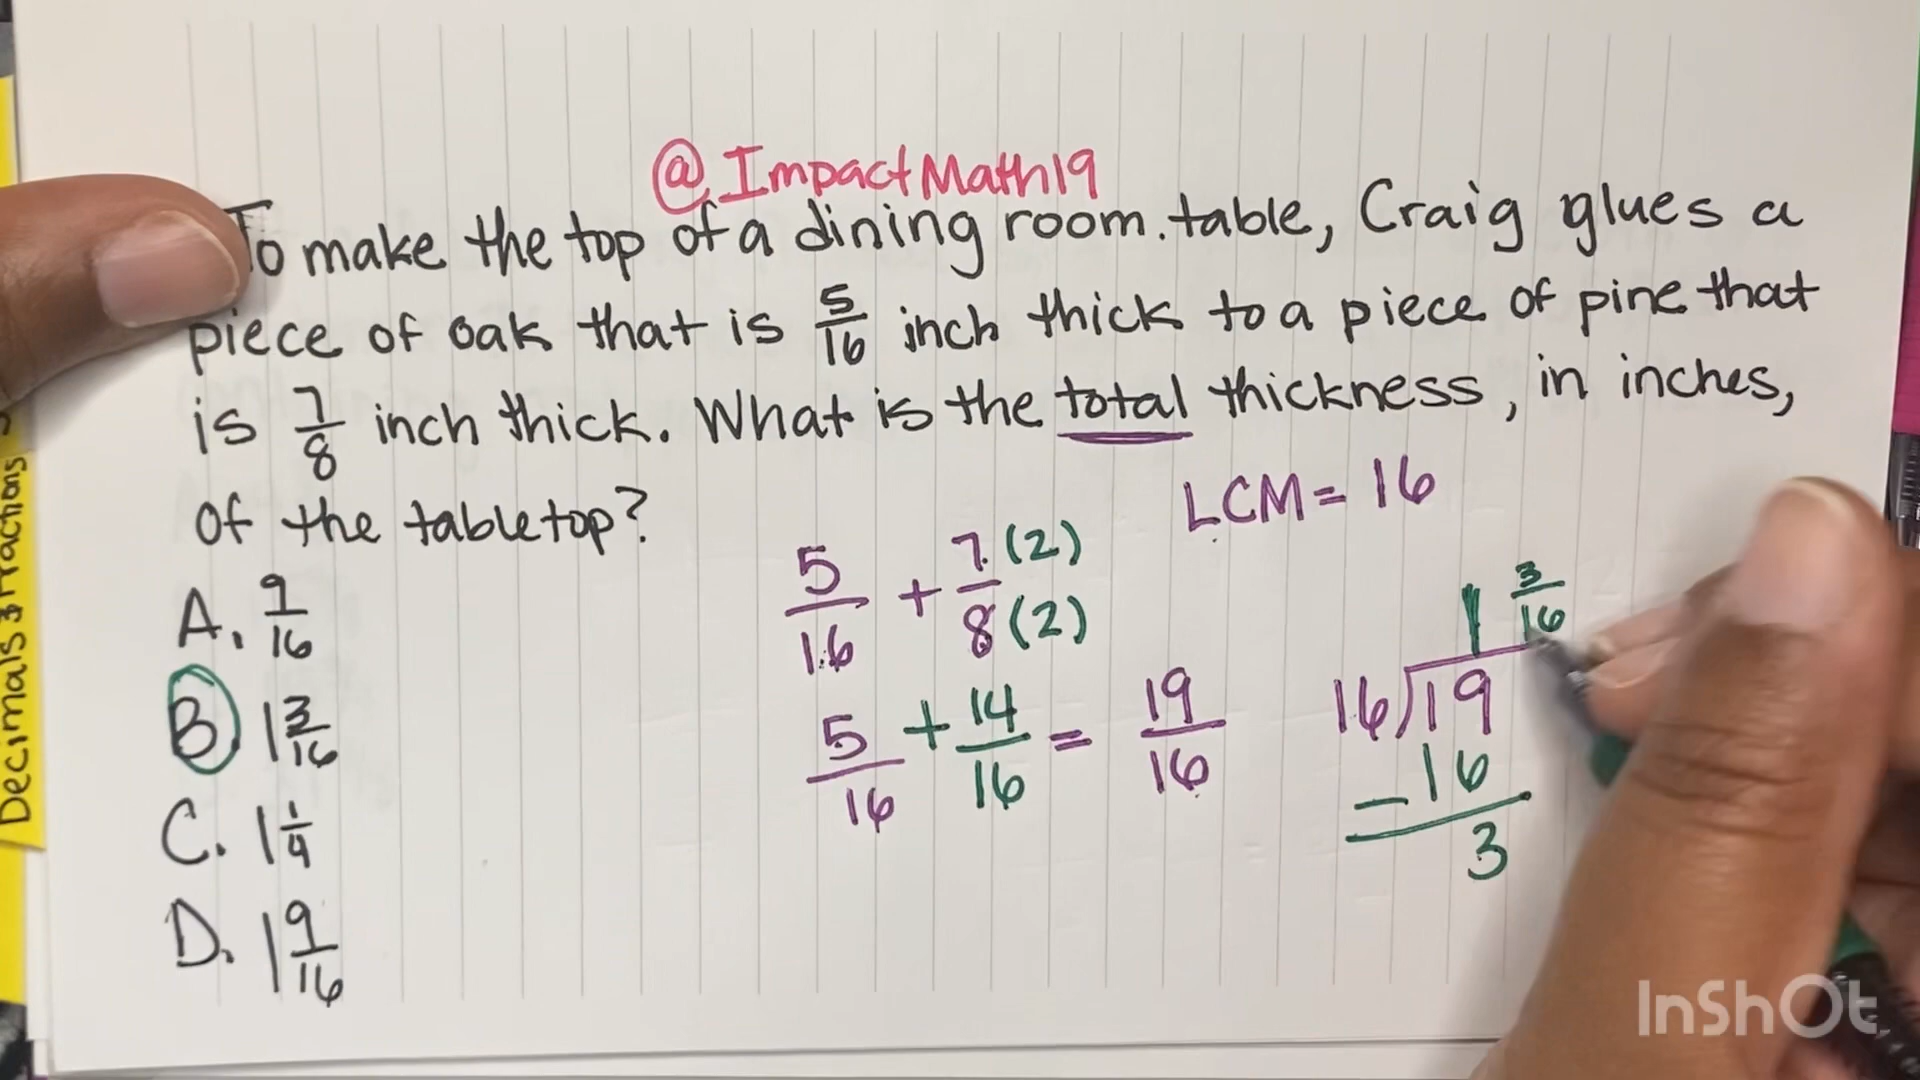 @ImpactMath19
To make the top of a dining room table, Craig glues a
piece of oak that is 5/16 inch thick to a piece of pine that
is 7/8 inch thick. What is the total thickness, in inches,
of the tabletop?
LCM = 16
A. 9/16
B. 1 3/16
C. 1 1/4
D. 1 9/16
5/16 + 7(2)/8(2)
5/16 + 14/16 = 19/16
1 3/16
16)19
-16
3
Decimals & Fractions
InShOt